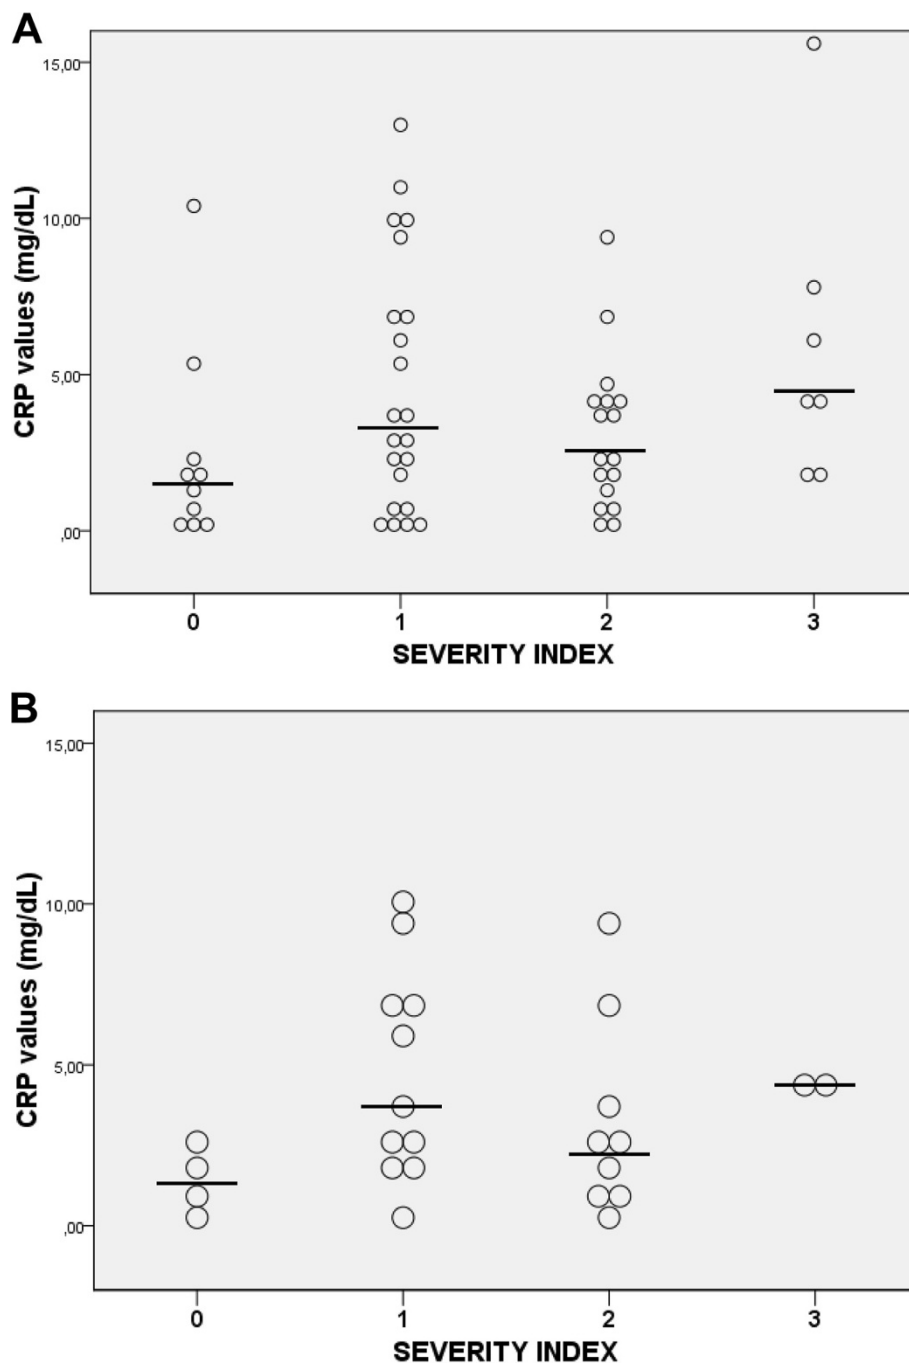 A
CRP values (mg/dL)
15,00
10,00
5,00
,00
0 1 2 3
SEVERITY INDEX
B
CRP values (mg/dL)
15,00
10,00
5,00
,00
0 1 2 3
SEVERITY INDEX